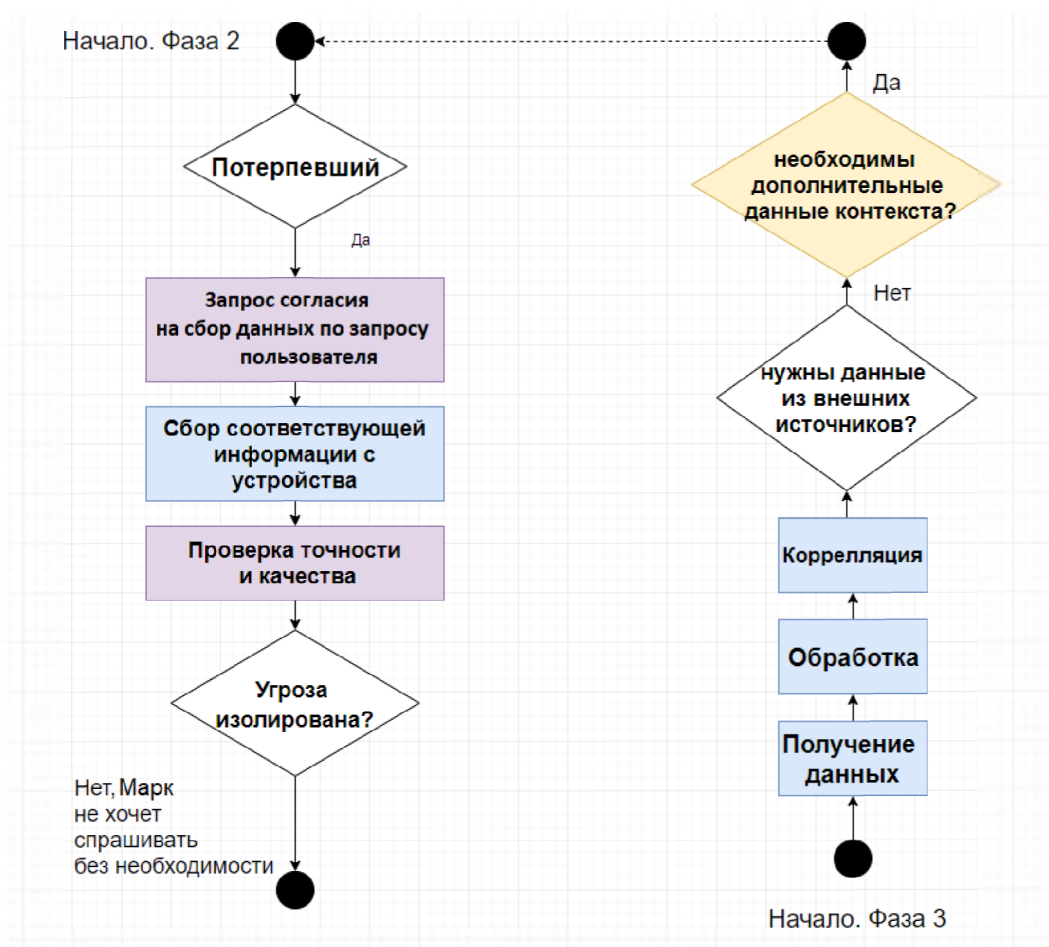 Начало. Фаза 2
Потерпевший
Да
Запрос согласия
на сбор данных по запросу
пользователя
Сбор соответствующей
информации с
устройства
Проверка точности
и качества
Угроза
изолирована?
Нет, Марк
не хочет
спрашивать
без необходимости
Да
необходимы
дополнительные
данные контекста?
Нет
нужны данные
из внешних
источников?
Коррелляция
Обработка
Получение
данных
Начало. Фаза 3